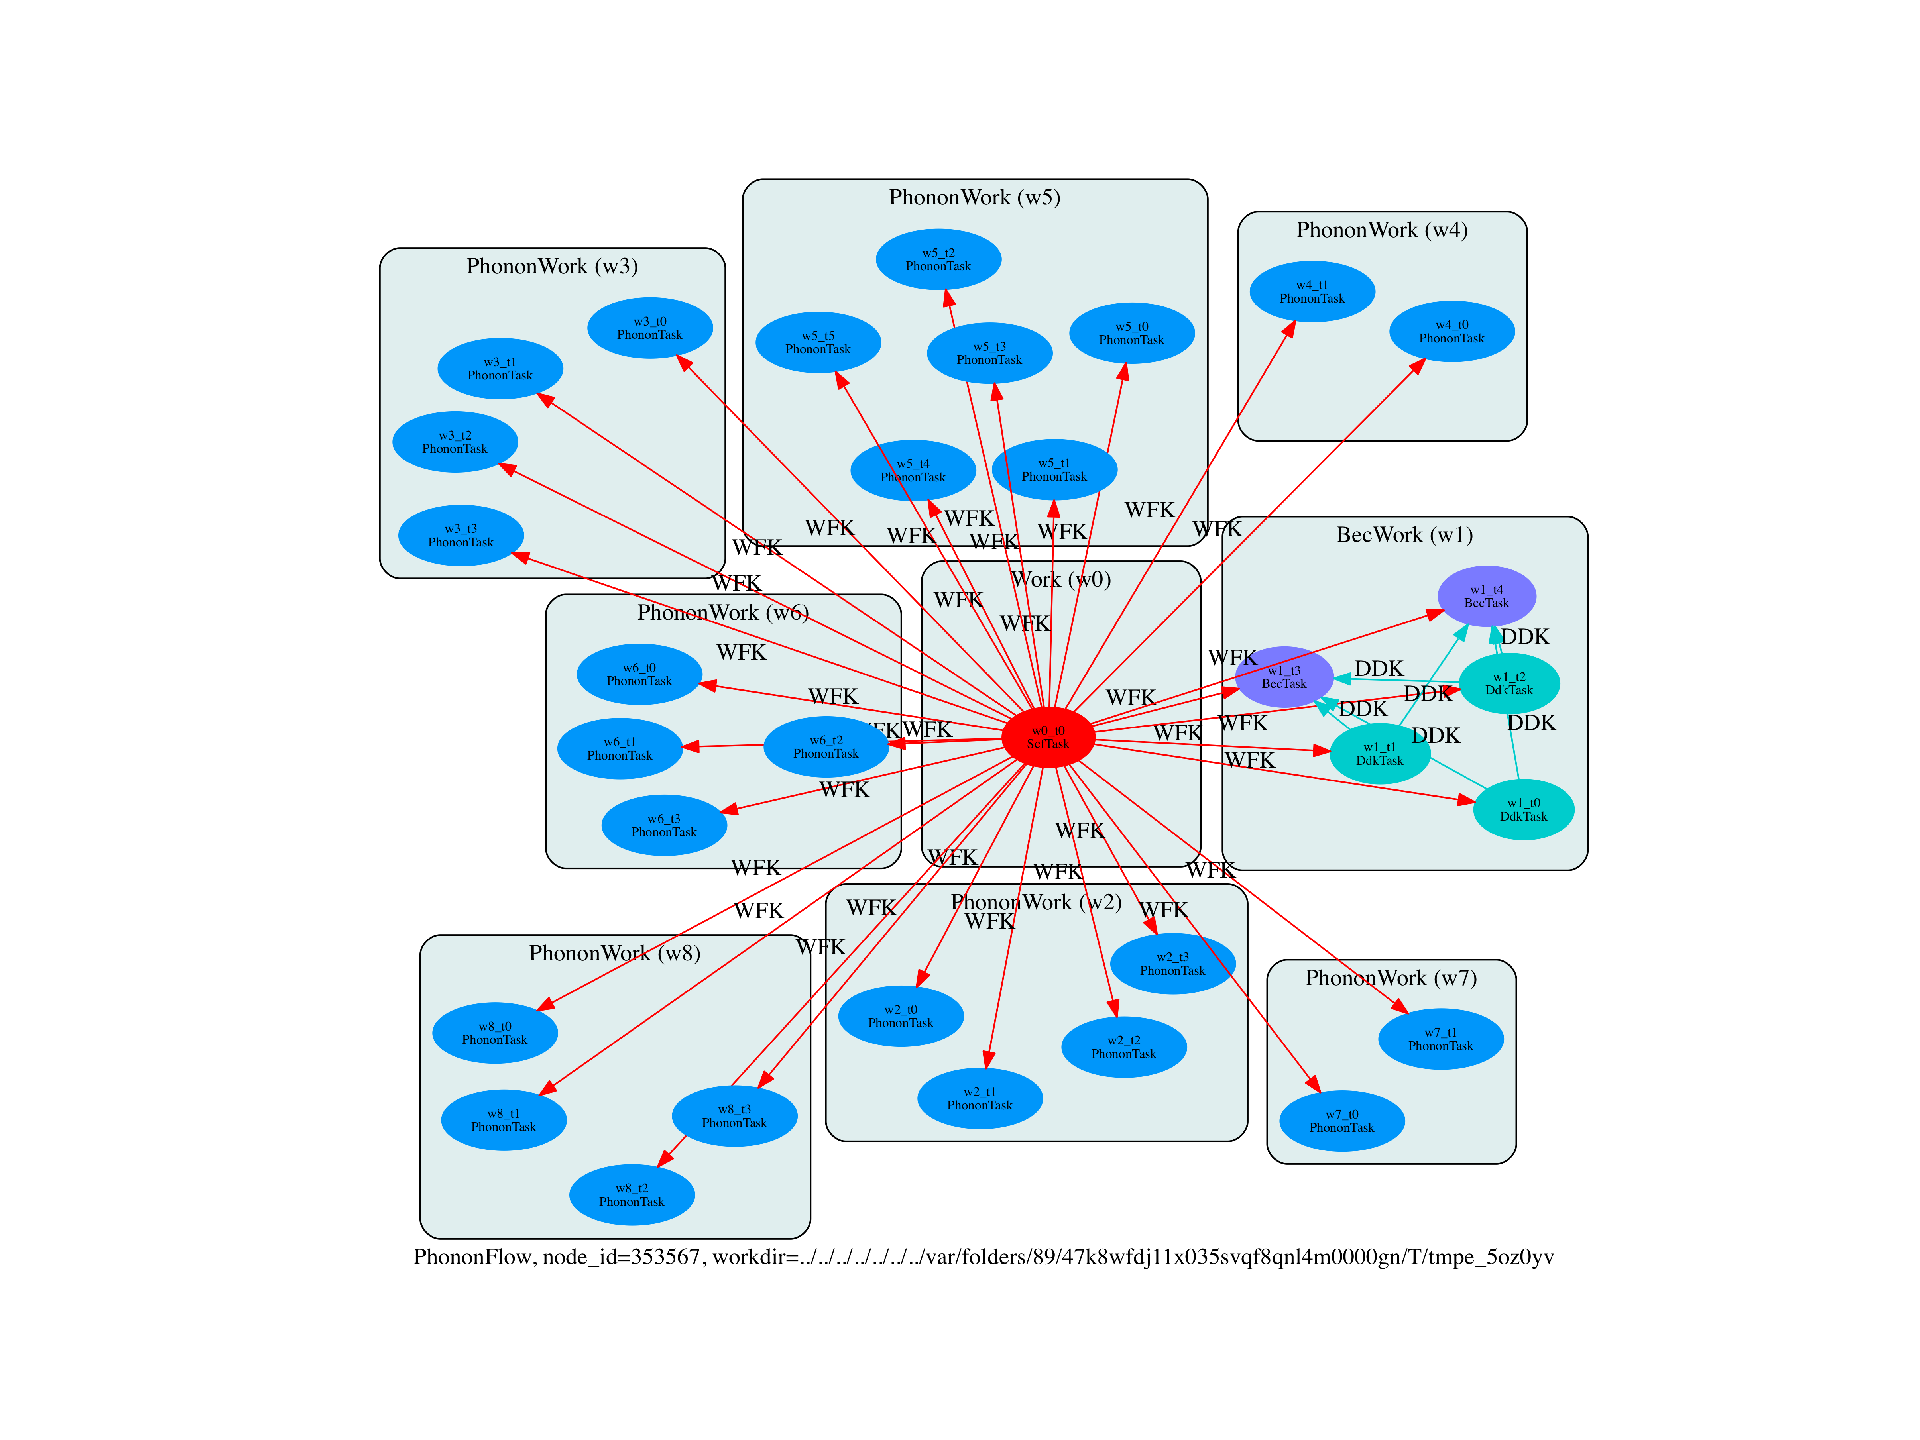 PhononWork (w5)
w5_t2
PhononTask
w5_t5
PhononTask
w5_t3
PhononTask
w5_t0
PhononTask
w5_t4
PhononTask
w5_t1
PhononTask
PhononWork (w4)
w4_t1
PhononTask
w4_t0
PhononTask
PhononWork (w3)
w3_t0
PhononTask
w3_t1
PhononTask
w3_t2
PhononTask
w3_t3
PhononTask
WFK
WFK
WFK
WFK
WFK
WFK
WFK
WFK
WFK
WFK
WFK
WFK
WFK
Work (w0)
w0_t0
ScfTask
BecWork (w1)
w1_t4
BecTask
w1_t3
BecTask
w1_t2
DdkTask
w1_t1
DdkTask
w1_t0
DdkTask
DDK
DDK
DDK
DDK
DDK
DDK
WFK
WFK
WFK
WFK
WFK
PhononWork (w6)
w6_t0
PhononTask
w6_t1
PhononTask
w6_t2
PhononTask
w6_t3
PhononTask
WFK
WFK
WFK
PhononWork (w8)
w8_t0
PhononTask
w8_t1
PhononTask
w8_t3
PhononTask
w8_t2
PhononTask
WFK
WFK
WFK
WFK
PhononWork (w2)
w2_t3
PhononTask
w2_t0
PhononTask
w2_t2
PhononTask
w2_t1
PhononTask
WFK
WFK
WFK
WFK
PhononWork (w7)
w7_t1
PhononTask
w7_t0
PhononTask
WFK
WFK
PhononFlow, node_id=353567, workdir=../../../../../../../var/folders/89/47k8wfdj11x035svqf8qnl4m0000gn/T/tmpe_5oz0yv